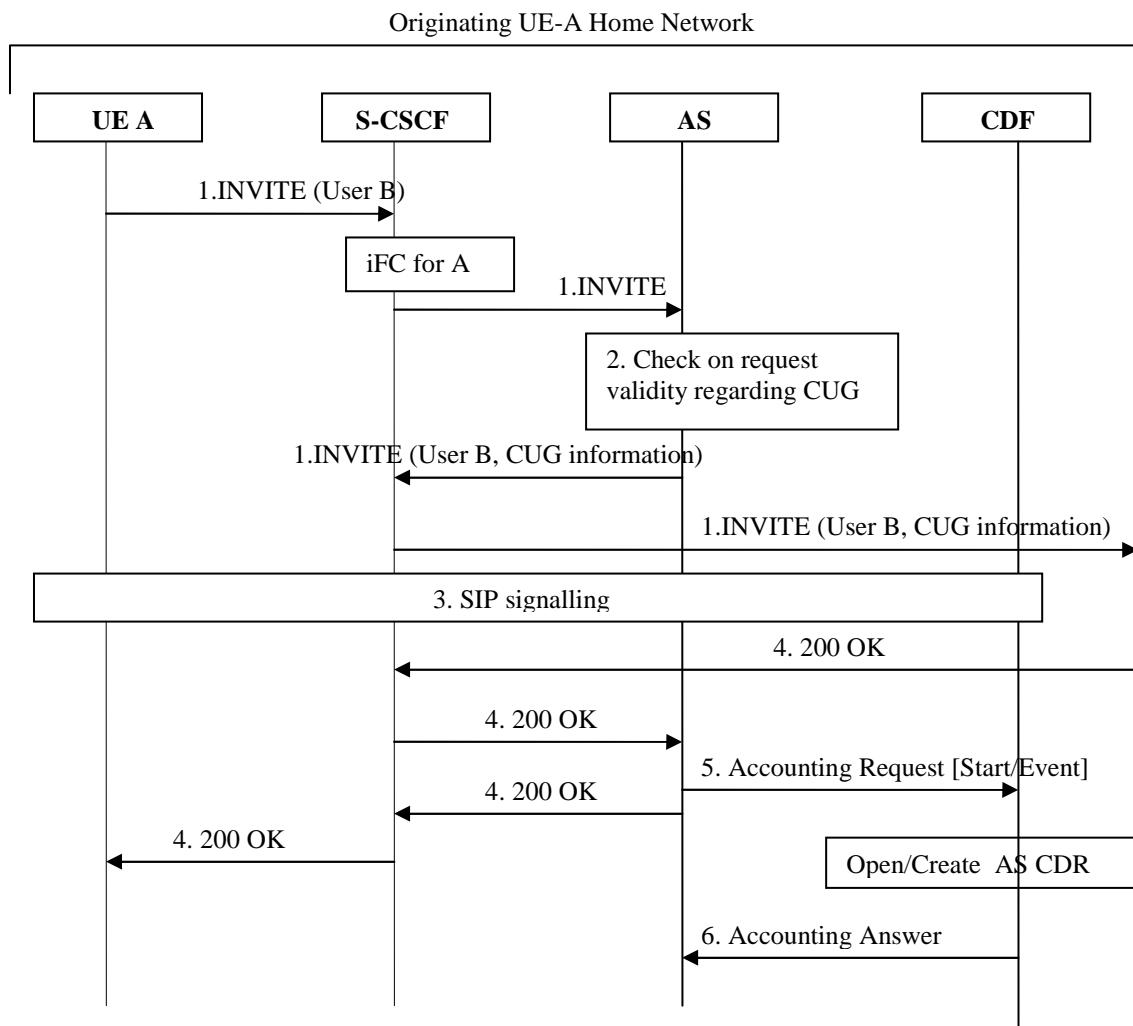 Originating UE-A Home Network
UE A
S-CSCF
AS
CDF
1.INVITE (User B)
iFC for A
1.INVITE
2. Check on request
validity regarding CUG
1.INVITE (User B, CUG information)
1.INVITE (User B, CUG information)
3. SIP signalling
4. 200 OK
4. 200 OK
5. Accounting Request [Start/Event]
4. 200 OK
4. 200 OK
Open/Create AS CDR
6. Accounting Answer